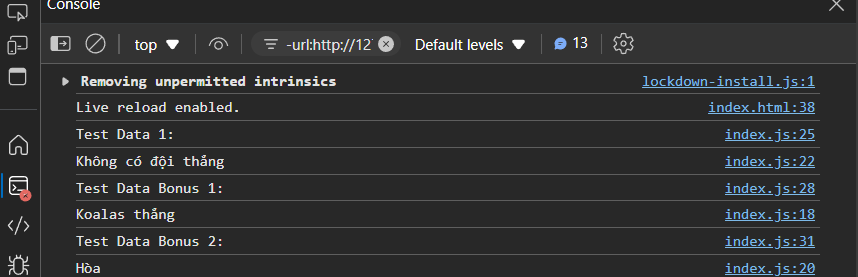 Console
top
-url:http://12
Default levels
13
Removing unpermitted intrinsics lockdown-install.js:1
Live reload enabled. index.html:38
Test Data 1: index.js:25
Không có đội thắng index.js:22
Test Data Bonus 1: index.js:28
Koalas thắng index.js:18
Test Data Bonus 2: index.js:31
Hòa index.js:20